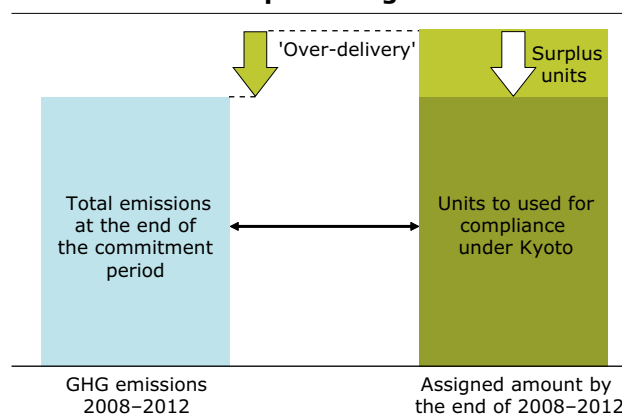 'Over-delivery'
Surplus
units
Total emissions
at the end of
the commitment
period
Units to used for
compliance
under Kyoto
GHG emissions
2008–2012
Assigned amount by
the end of 2008–2012